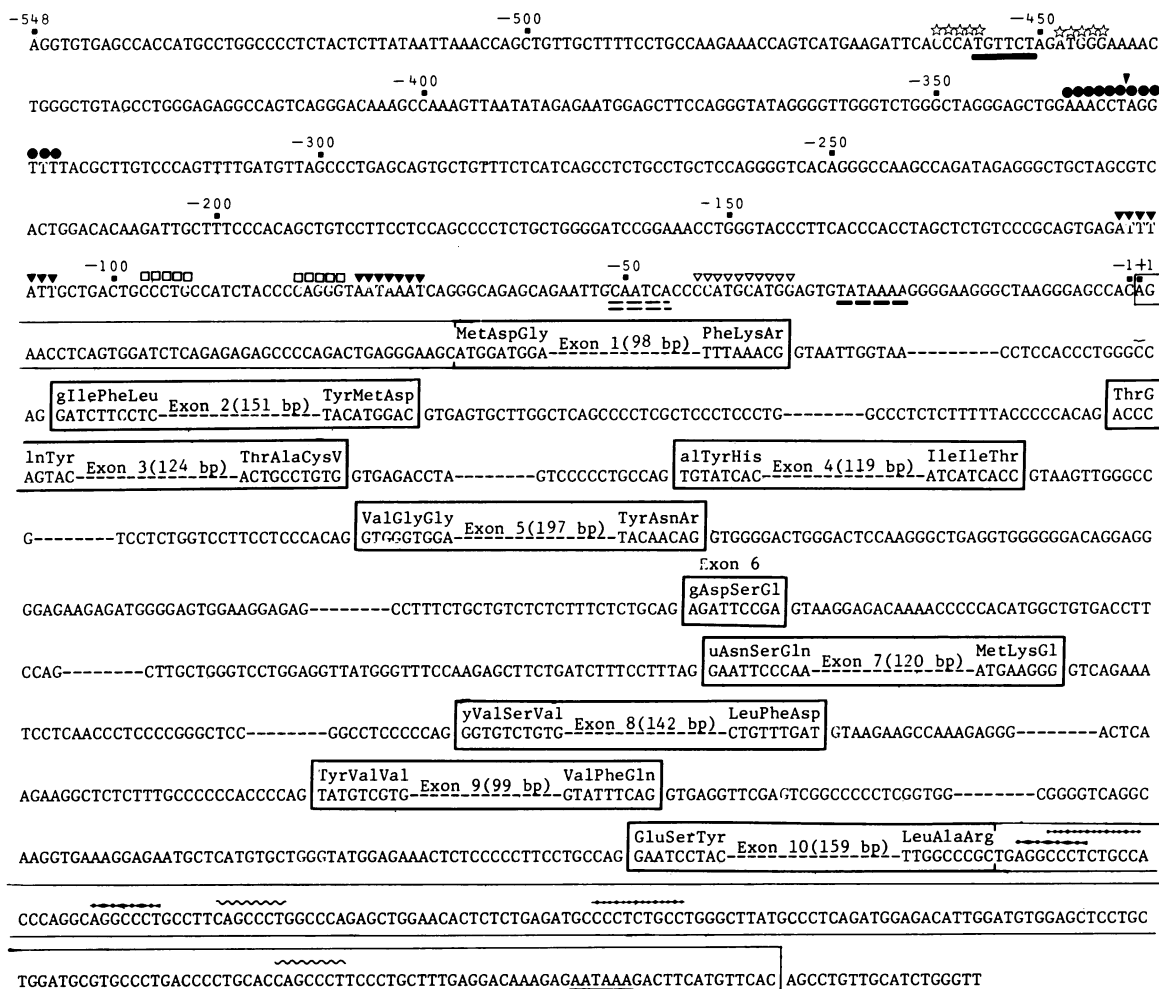 -548 -500 -450
AGGTGTGAGCCACCATGCCTGGCCCCTCTACTCTTATAATTAAACCAGCTGTTGCTTTTCCTGCCAAGAAACCAGTCATGAAGATTCACCCATGTTCTAGATGGGAAAAC
-400 -350
TGGGCTGTAGCCTGGGAGAGGCCAGTCAGGGACAAAGCCAAAGTTAATATAGAGAATGGAGCTTCCAGGGTATAGGGGTTGGGTCTGGGCTAGGGAGCTGGAAACCTAGG
-300 -250
TTTTACGCTTGTCCCAGTTTTGATGTTAGCCCTGAGCAGTGCTGTTTCTCATCAGCCTCTGCCTGCTCCAGGGGTCACAGGGCCAAGCCAGATAGAGGGCTGCTAGCGTC
-200 -150
ACTGGACACAAGATTGCTTTCCCACAGCTGTCCTTCCTCCAGCCCCTCTGCTGGGGATCCGGAAACCTGGGTACCCTTCACCCACCTAGCTCTGTCCCGCAGTGAGATTT
-100 -50 -1+1
ATTGCTGACTGCCCTGCCATCTACCCCAGGGTAATAAATCAGGGCAGAGCAGAATTGCAATCACCCCATGCATGGAGTGTATAAAAGGGGAAGGGCTAAGGGAGCCACAG
MetAspGly PheLysAr
AACCTCAGTGGATCTCAGAGAGAGCCCCAGACTGAGGGAAGCATGGATGGA--------Exon 1(98 bp)--------TTTAAACG GTAATTGGTAA---------CCTCCACCCTGGGCC
gIlePheLeu TyrMetAsp
AG GATCTTCCTC-Exon 2(151 bp)-TACATGGAC GTGAGTGCTTGGCTCAGCCCCTCGCTCCCTCCCTG--------GCCCTCTCTTTTTACCCCCACAG ACCC
ThrG
lnTyr ThrAlaCysV alTyrHis IleIleThr
AGTAC-Exon 3(124 bp)-ACTGCCTGTG GTGAGACCTA-------GTCCCCCTGCCAG TGTATCAC-Exon 4(119 bp)-ATCATCACC GTAAGTTGGGCC
ValGlyGly TyrAsnAr
G--------TCCTCTGGTCCTTCCTCCCACAG GTGGGTGGA-Exon 5(197 bp)-TACAACAG GTGGGGACTGGGACTCCAAGGGCTGAGGTGGGGGGACAGGAGG
Exon 6
gAspSerGl
GGAGAAGAGATGGGGAGTGGAAGGAGAG--------CCTTTCTGCTGTCTCTCTTTCTCTGCAG AGATTCCGA GTAAGGAGACAAAACCCCCACATGGCTGTGACCTT
uAsnSerGln MetLysGl
CCAG-------CTTGCTGGGTCCTGGAGGTTATGGGTTTCCAAGAGCTTCTGATCTTTCCTTTAG GAATTCCCAA-Exon 7(120 bp)-ATGAAGGG GTCAGAAA
yValSerVal LeuPheAsp
TCCTCAACCCTCCCCGGGCTCC--------GGCCTCCCCCAG GGTGTCTGTG-Exon 8(142 bp)-CTGTTTGAT GTAAGAAGCCAAAGAGGG-------ACTCA
TyrValVal ValPheGln
AGAAGGCTCTCTTTGCCCCCCACCCCAG TATGTCGTG-Exon 9(99 bp)-GTATTTCAG GTGAGGTTCGAGTCGGCCCCCTCGGTGG--------CGGGGTCAGGC
GluSerTyr LeuAlaArg
AAGGTGAAAGGAGAATGCTCATGTGCTGGGTATGGAGAAACTCTCCCCCTTCCTGCCAG GAATCCTAC-Exon 10(159 bp)-TTGGCCCGCTGAGGCCCTCTGCCA
CCCAGGCAGGCCCTGCCTTCAGCCCTGGCCCAGAGCTGGAACACTCTCTGAGATGCCCCTCTGCCTGGGCTTATGCCCTCAGATGGAGACATTGGATGTGGAGCTCCTGC
TGGATGCGTGCCCTGACCCCTGCACCAGCCCTTCCCTGCTTTGAGGACAAAGAGAATAAAGACTTCATGTTCAC AGCCTGTTGCATCTGGGTT